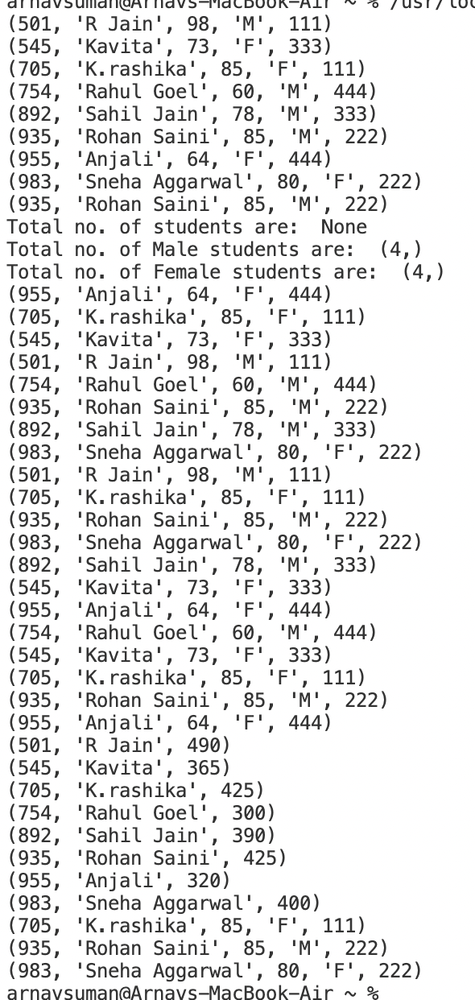 arnavsuman@Arnavs-MacBook-Air ~ % /usr/loc
(501, 'R Jain', 98, 'M', 111)
(545, 'Kavita', 73, 'F', 333)
(705, 'K.rashika', 85, 'F', 111)
(754, 'Rahul Goel', 60, 'M', 444)
(892, 'Sahil Jain', 78, 'M', 333)
(935, 'Rohan Saini', 85, 'M', 222)
(955, 'Anjali', 64, 'F', 444)
(983, 'Sneha Aggarwal', 80, 'F', 222)
(935, 'Rohan Saini', 85, 'M', 222)
Total no. of students are:  None
Total no. of Male students are:  (4,)
Total no. of Female students are:  (4,)
(955, 'Anjali', 64, 'F', 444)
(705, 'K.rashika', 85, 'F', 111)
(545, 'Kavita', 73, 'F', 333)
(501, 'R Jain', 98, 'M', 111)
(754, 'Rahul Goel', 60, 'M', 444)
(935, 'Rohan Saini', 85, 'M', 222)
(892, 'Sahil Jain', 78, 'M', 333)
(983, 'Sneha Aggarwal', 80, 'F', 222)
(501, 'R Jain', 98, 'M', 111)
(705, 'K.rashika', 85, 'F', 111)
(935, 'Rohan Saini', 85, 'M', 222)
(983, 'Sneha Aggarwal', 80, 'F', 222)
(892, 'Sahil Jain', 78, 'M', 333)
(545, 'Kavita', 73, 'F', 333)
(955, 'Anjali', 64, 'F', 444)
(754, 'Rahul Goel', 60, 'M', 444)
(545, 'Kavita', 73, 'F', 333)
(705, 'K.rashika', 85, 'F', 111)
(935, 'Rohan Saini', 85, 'M', 222)
(955, 'Anjali', 64, 'F', 444)
(501, 'R Jain', 490)
(545, 'Kavita', 365)
(705, 'K.rashika', 425)
(754, 'Rahul Goel', 300)
(892, 'Sahil Jain', 390)
(935, 'Rohan Saini', 425)
(955, 'Anjali', 320)
(983, 'Sneha Aggarwal', 400)
(705, 'K.rashika', 85, 'F', 111)
(935, 'Rohan Saini', 85, 'M', 222)
(983, 'Sneha Aggarwal', 80, 'F', 222)
arnavsuman@Arnavs-MacBook-Air ~ %